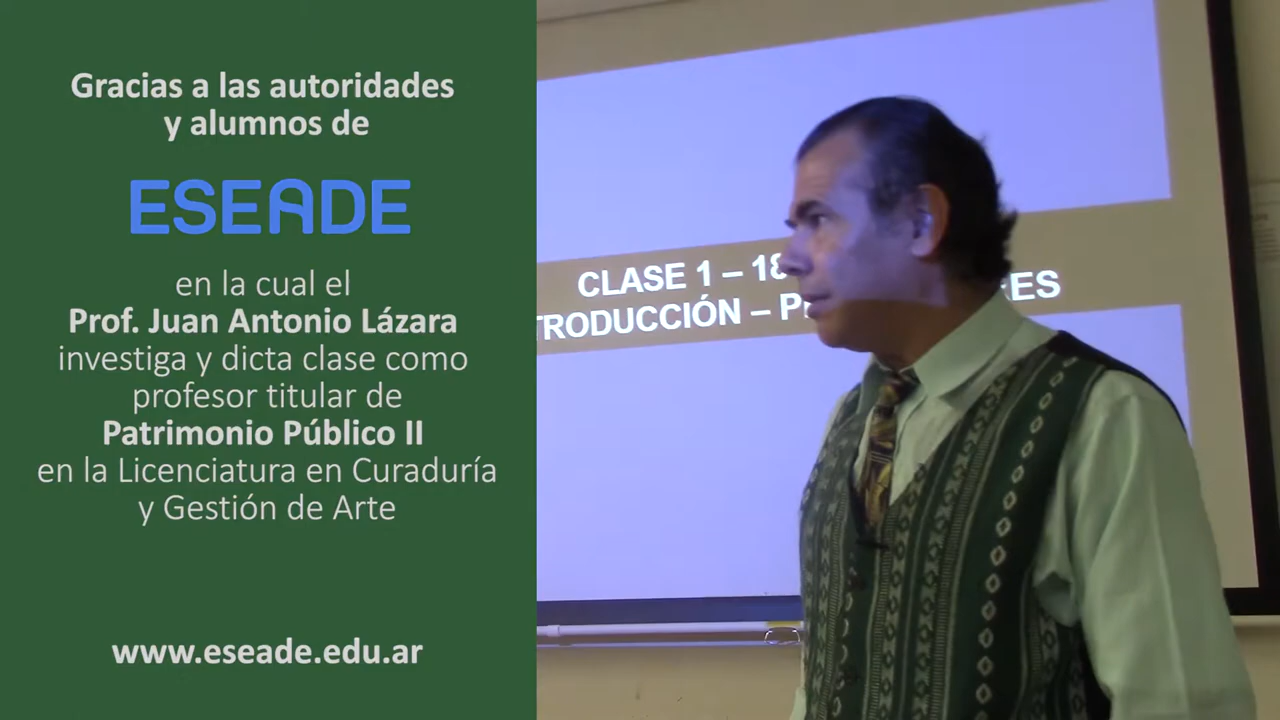 Gracias a las autoridades
y alumnos de
ESEADE
en la cual el
Prof. Juan Antonio Lázara
investiga y dicta clase como
profesor titular de
Patrimonio Público II
en la Licenciatura en Curaduría
y Gestión de Arte
www.eseade.edu.ar
CLASE 1 – 18
TRODUCCIÓN – P ES